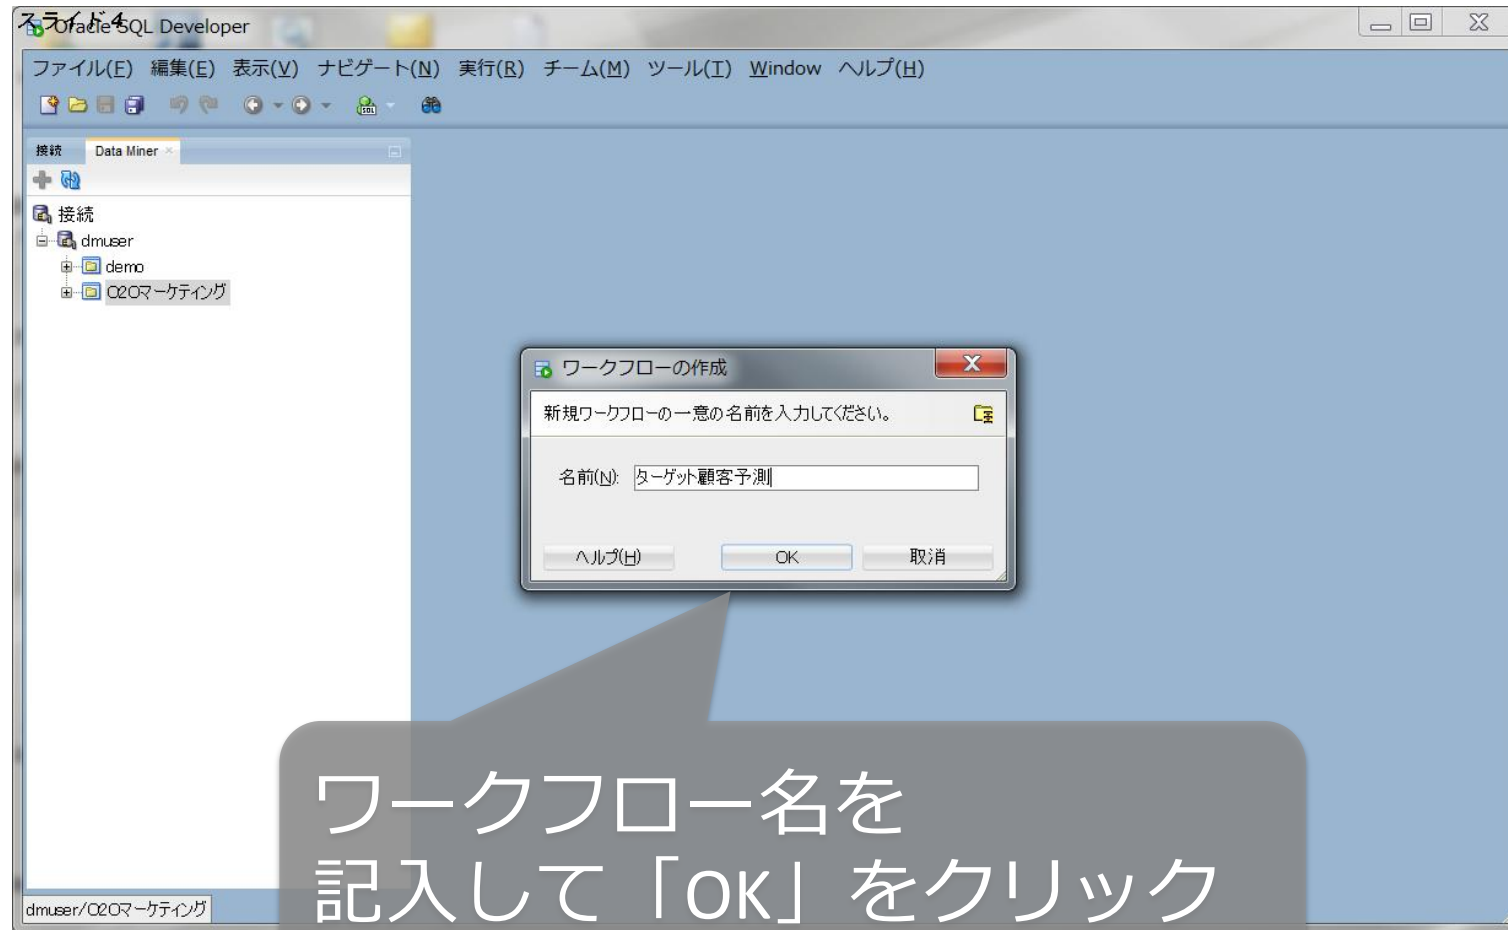 スライド 4
Oracle SQL Developer
ファイル(F) 編集(E) 表示(V) ナビゲート(N) 実行(R) チーム(M) ツール(T) Window ヘルプ(H)
SQL
接続 Data Miner
接続
dmuser
demo
O2Oマーケティング
ワークフローの作成
新規ワークフローの一意の名前を入力してください。
名前(N): ターゲット顧客予測
ヘルプ(H) OK 取消
ワークフロー名を
記入して「OK」をクリック
dmuser/O2Oマーケティング